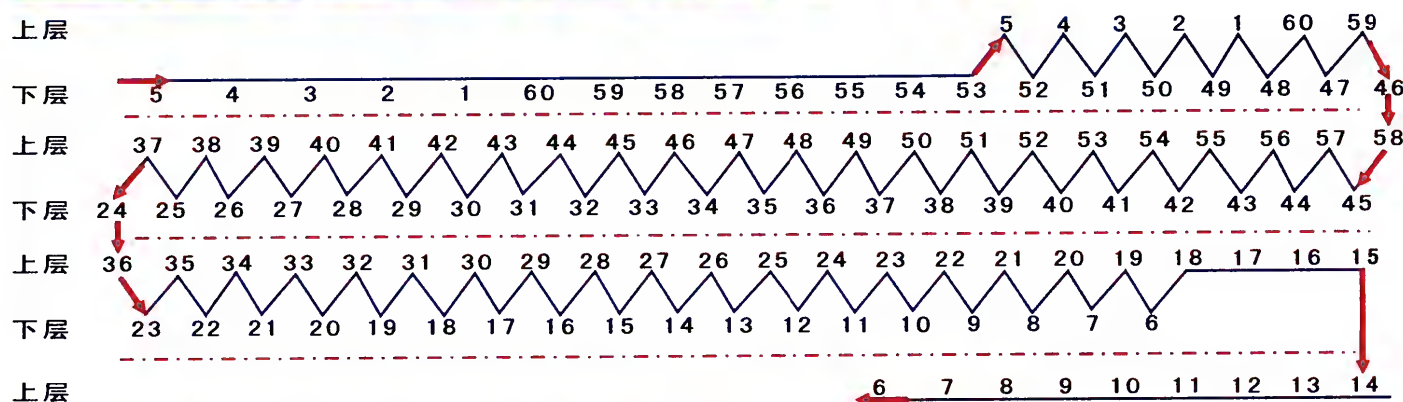 上层 5 4 3 2 1 60 59
下层 5 4 3 2 1 60 59 58 57 56 55 54 53 52 51 50 49 48 47 46
上层 37 38 39 40 41 42 43 44 45 46 47 48 49 50 51 52 53 54 55 56 57 58
下层 24 25 26 27 28 29 30 31 32 33 34 35 36 37 38 39 40 41 42 43 44 45
上层 36 35 34 33 32 31 30 29 28 27 26 25 24 23 22 21 20 19 18 17 16 15
下层 23 22 21 20 19 18 17 16 15 14 13 12 11 10 9 8 7 6
上层 6 7 8 9 10 11 12 13 14